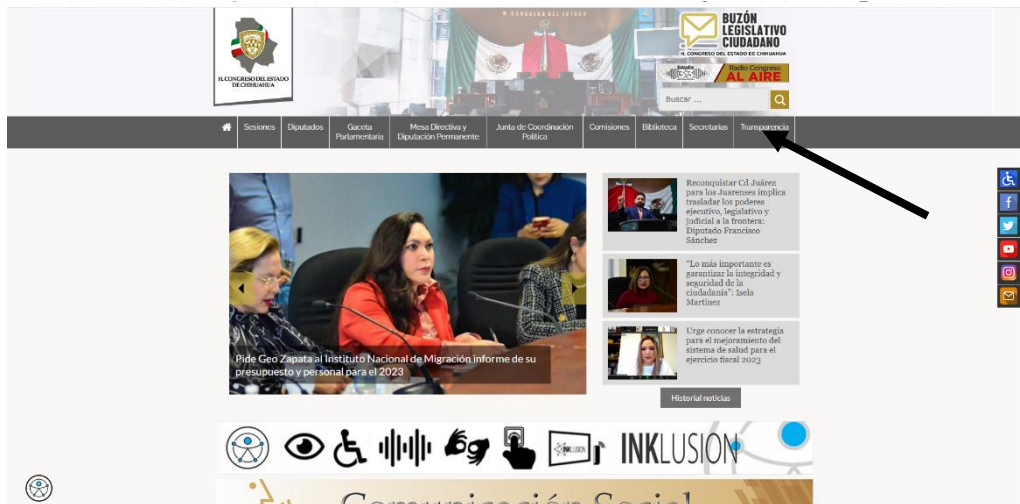 H. CONGRESO DEL ESTADO
BUZÓN
LEGISLATIVO
CIUDADANO
H. CONGRESO DEL ESTADO DE CHIHUAHUA
H. CONGRESO DEL ESTADO
DE CHIHUAHUA
Radio Congreso
AL AIRE
Buscar ...
Sesiones
Diputados
Gaceta
Parlamentaria
Mesa Directiva y
Diputación Permanente
Junta de Coordinación
Política
Comisiones
Biblioteca
Secretarías
Transparencia
Reconquistar Cd Juárez
para los Juarenses implica
trasladar los poderes
ejecutivo, legislativo y
judicial a la frontera:
Diputado Francisco
Sánchez
"Lo más importante es
garantizar la integridad y
seguridad de la
ciudadanía": Isela
Martínez
Urge conocer la estrategia
para el mejoramiento del
sistema de salud para el
ejercicio fiscal 2023
Pide Geo Zapata al Instituto Nacional de Migración informe de su
presupuesto y personal para el 2023
Historial noticias
INKLUSION
Comunicación Social